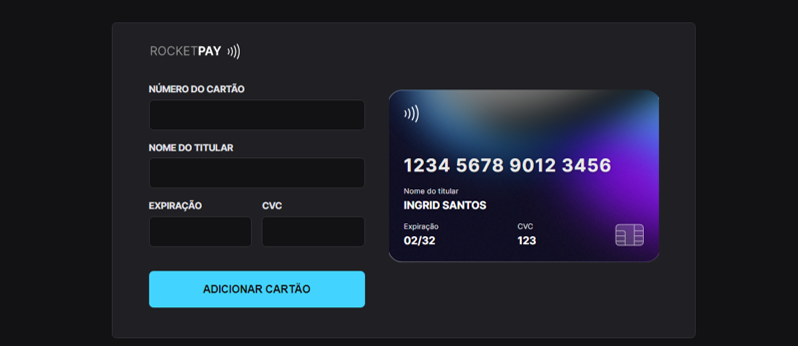 ROCKETPAY
NÚMERO DO CARTÃO
NOME DO TITULAR
EXPIRAÇÃO CVC
ADICIONAR CARTÃO
1234 5678 9012 3456
Nome do titular
INGRID SANTOS
Expiração CVC
02/32 123